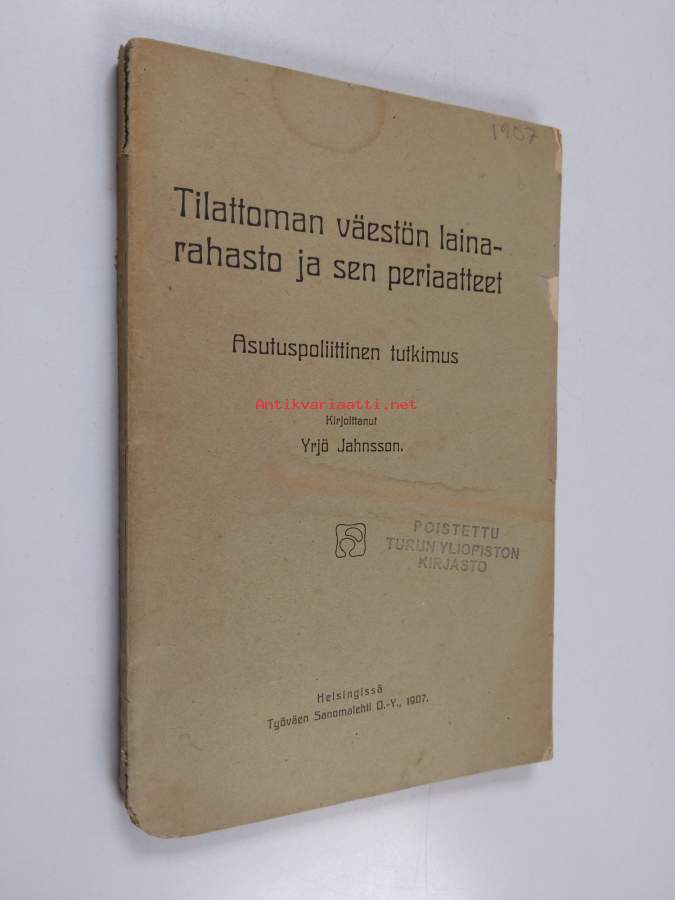 1907
Tilattoman väestön laina-
rahasto ja sen periaatteet
Asutuspoliittinen tutkimus
Antikvariaatti.net
Kirjoittanut
Yrjö Jahnsson.
POISTETTU
TURUN YLIOPISTON
KIRJASTO
Helsingissä
Työväen Sanomalehti O.-Y., 1907.